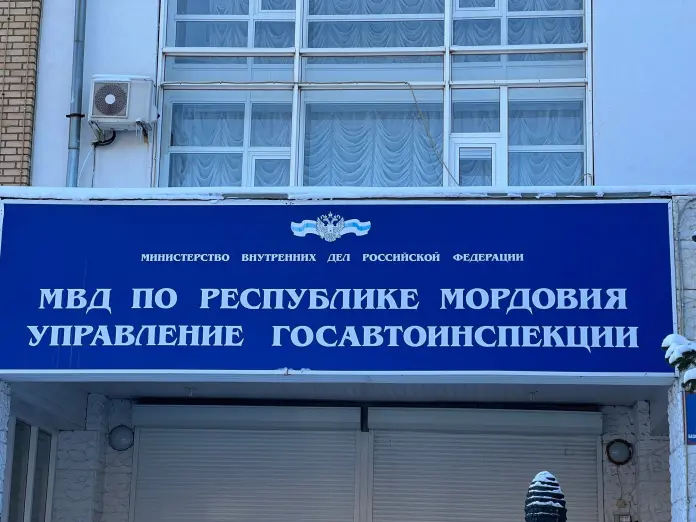 МИНИСТЕРСТВО ВНУТРЕННИХ ДЕЛ РОССИЙСКОЙ ФЕДЕРАЦИИ
МВД ПО РЕСПУБЛИКЕ МОРДОВИЯ
УПРАВЛЕНИЕ ГОСАВТОИНСПЕКЦИИ